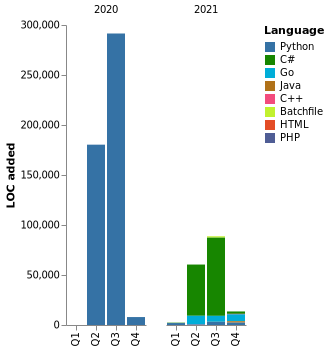 2020 2021
Language
Python
C#
Go
Java
C++
Batchfile
HTML
PHP
LOC added
300,000
250,000
200,000
150,000
100,000
50,000
0
Q1 Q2 Q3 Q4 Q1 Q2 Q3 Q4